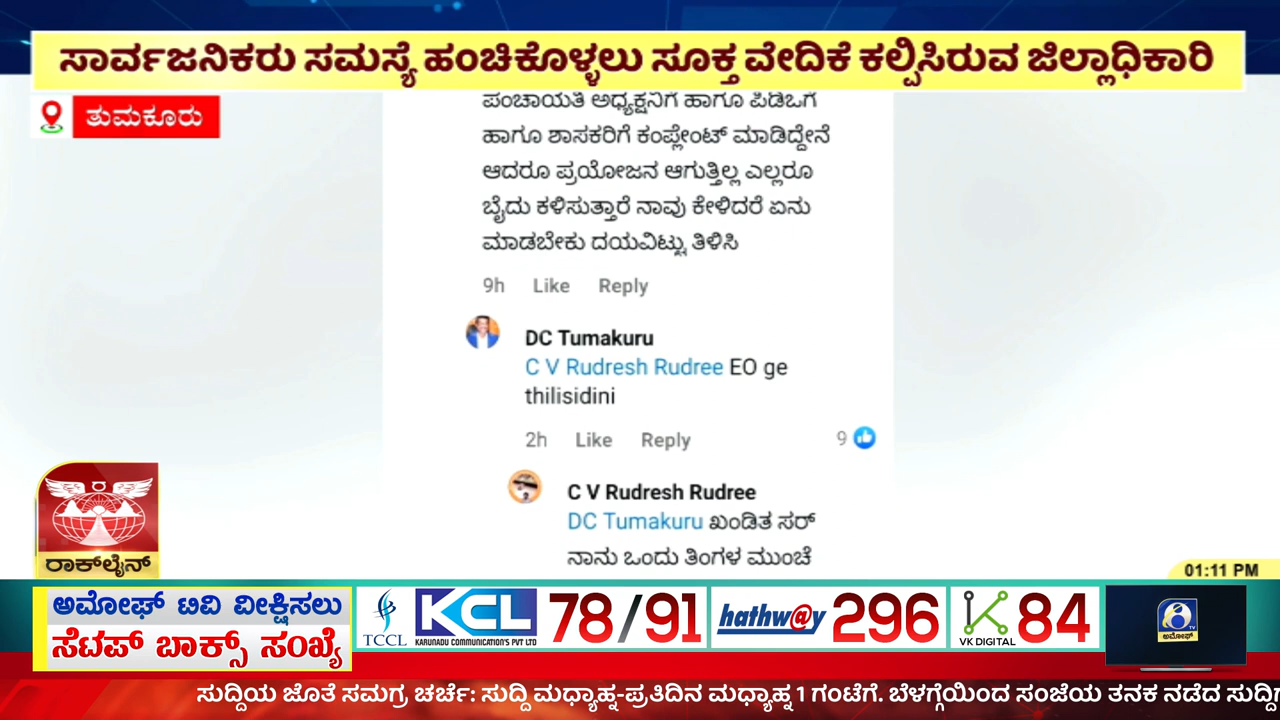 ಸಾರ್ವಜನಿಕರು ಸಮಸ್ಯೆ ಹಂಚಿಕೊಳ್ಳಲು ಸೂಕ್ತ ವೇದಿಕೆ ಕಲ್ಪಿಸಿರುವ ಜಿಲ್ಲಾಧಿಕಾರಿ
ತುಮಕೂರು
ಪಂಚಾಯತಿ ಅಧ್ಯಕ್ಷನಿಗೆ ಹಾಗೂ ಪಿಡಿಒಗೆ
ಹಾಗೂ ಶಾಸಕರಿಗೆ ಕಂಪ್ಲೇಂಟ್ ಮಾಡಿದ್ದೇನೆ
ಆದರೂ ಪ್ರಯೋಜನ ಆಗುತ್ತಿಲ್ಲ ಎಲ್ಲರೂ
ಬೈದು ಕಳಿಸುತ್ತಾರೆ ನಾವು ಕೇಳಿದರೆ ಏನು
ಮಾಡಬೇಕು ದಯವಿಟ್ಟು ತಿಳಿಸಿ
9h Like Reply
DC Tumakuru
C V Rudresh Rudree EO ge
thilisidini
2h Like Reply 9
C V Rudresh Rudree
DC Tumakuru ಖಂಡಿತ ಸರ್
ನಾನು ಒಂದು ತಿಂಗಳ ಮುಂಚೆ
ರಾಕ್‌ಲೈನ್
01:11 PM
ಅಮೋಘ್ ಟಿವಿ ವೀಕ್ಷಿಸಲು
ಸೆಟಪ್ ಬಾಕ್ಸ್ ಸಂಖ್ಯೆ
TCCL KCL 78/91 hathw@y 296 VK DIGITAL 84
KARUNADU COMMUNICATION'S PVT LTD
TV
ಅಮೋಘ್
ಸುದ್ದಿಯ ಜೊತೆ ಸಮಗ್ರ ಚರ್ಚೆ: ಸುದ್ದಿ ಮಧ್ಯಾಹ್ನ-ಪ್ರತಿದಿನ ಮಧ್ಯಾಹ್ನ 1 ಗಂಟೆಗೆ. ಬೆಳಗ್ಗೆಯಿಂದ ಸಂಜೆಯ ತನಕ ನಡೆದ ಸುದ್ದಿಗ